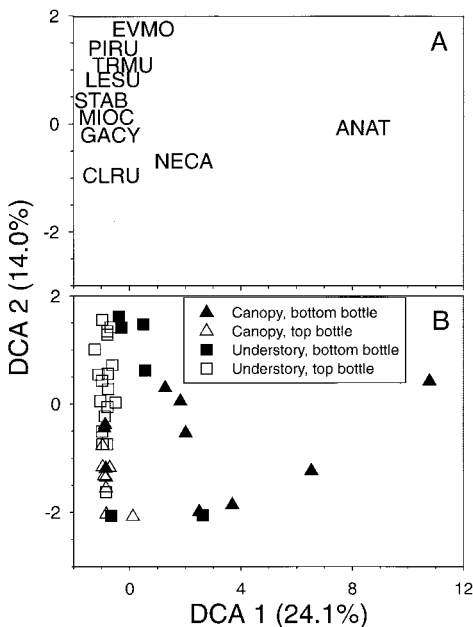 2
EVMO
A
PIRU
TRMU
LESU
STAB
MIOC
0
ANAT
GACY
NECA
CLRU
-2
DCA 2 (14.0%)
2
B
Canopy, bottom bottle
Canopy, top bottle
Understory, bottom bottle
Understory, top bottle
0
-2
0 4 8 12
DCA 1 (24.1%)